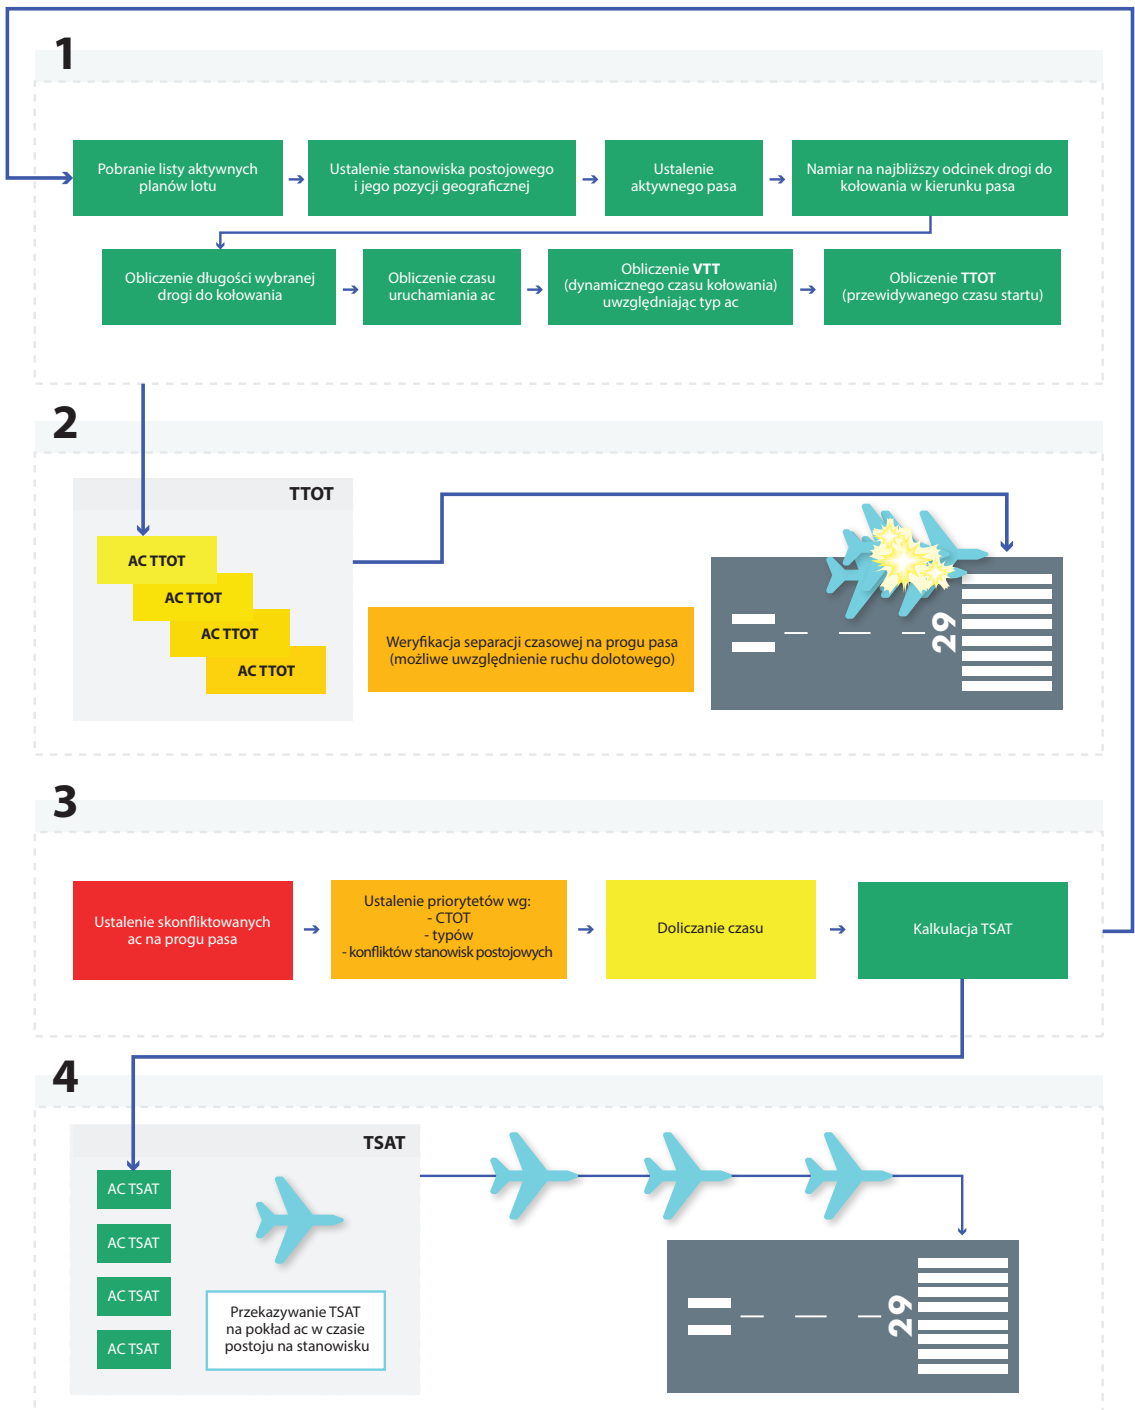 1
Pobranie listy aktywnych
planów lotu
Ustalenie stanowiska postojowego
i jego pozycji geograficznej
Ustalenie
aktywnego pasa
Namiar na najbliższy odcinek drogi do
kołowania w kierunku pasa
Obliczenie długości wybranej
drogi do kołowania
Obliczenie czasu
uruchamiania ac
Obliczenie VTT
(dynamicznego czasu kołowania)
uwzględniając typ ac
Obliczenie TTOT
(przewidywanego czasu startu)
2
TTOT
AC TTOT
AC TTOT
AC TTOT
AC TTOT
Weryfikacja separacji czasowej na progu pasa
(możliwe uwzględnienie ruchu dolotowego)
29
3
Ustalenie skonfliktowanych
ac na progu pasa
Ustalenie priorytetów wg:
- CTOT
- typów
- konfliktów stanowisk postojowych
Doliczanie czasu
Kalkulacja TSAT
4
TSAT
AC TSAT
AC TSAT
AC TSAT
AC TSAT
Przekazywanie TSAT
na pokład ac w czasie
postoju na stanowisku
29